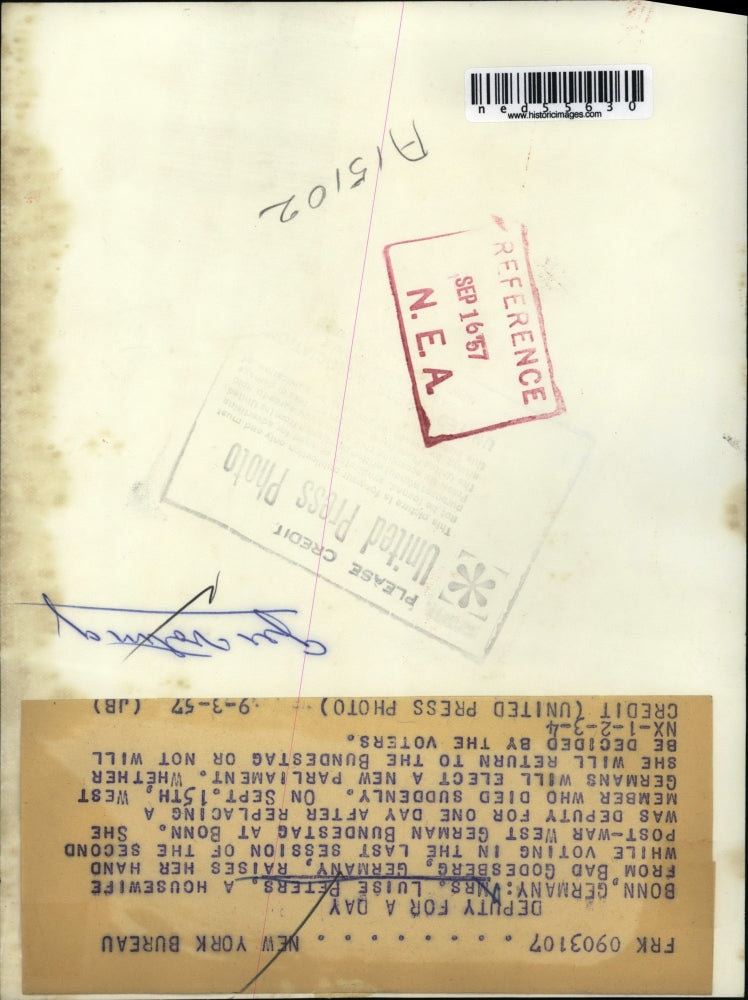 ned55630
www.historicimages.com
A15102
REFERENCE
SEP 16 '57
N.E.A.
PLEASE CREDIT
United Press Photo
FRK 0903107 . . . . . . . . NEW YORK BUREAU
DEPUTY FOR A DAY
BONN, GERMANY: MRS. LUISE PETERS, A HOUSEWIFE
FROM BAD GODESBERG, GERMANY, RAISES HER HAND
WHILE VOTING IN THE LAST SESSION OF THE SECOND
POST-WAR WEST GERMAN BUNDESTAG AT BONN. SHE
WAS DEPUTY FOR ONE DAY AFTER REPLACING A
MEMBER WHO DIED SUDDENLY. ON SEPT.15TH, WEST
GERMANS WILL ELECT A NEW PARLIAMENT. WHETHER
SHE WILL RETURN TO THE BUNDESTAG OR NOT WILL
BE DECIDED BY THE VOTERS.
NX-1-2-3-4
CREDIT (UNITED PRESS PHOTO) 9-3-57 (JB)